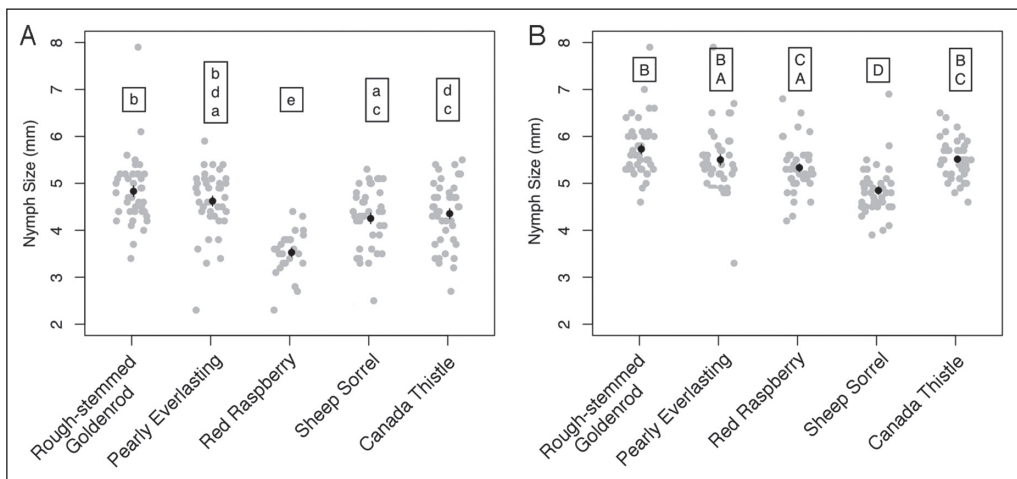 A
Nymph Size (mm)
8
7
6
5
4
3
2
b
b
d
a
e
a
c
d
c
Rough-stemmed
Goldenrod
Pearly Everlasting
Red Raspberry
Sheep Sorrel
Canada Thistle
B
Nymph Size (mm)
8
7
6
5
4
3
2
B
B
A
C
A
D
B
C
Rough-stemmed
Goldenrod
Pearly Everlasting
Red Raspberry
Sheep Sorrel
Canada Thistle